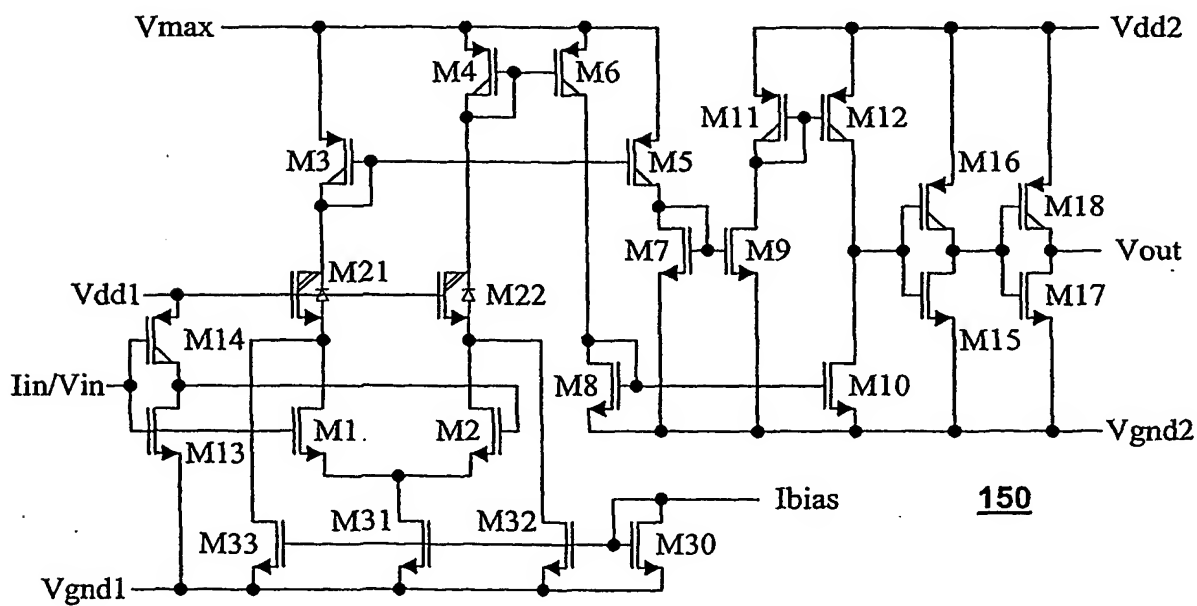 Vmax
Vdd2
M4
M6
M11
M12
M3
M5
M16
M18
M7
M9
Vout
M21
M22
Vdd1
M14
M17
M15
Iin/Vin
M8
M10
M1.
M2
M13
Vgnd2
Ibias
150
M33
M31
M32
M30
Vgnd1